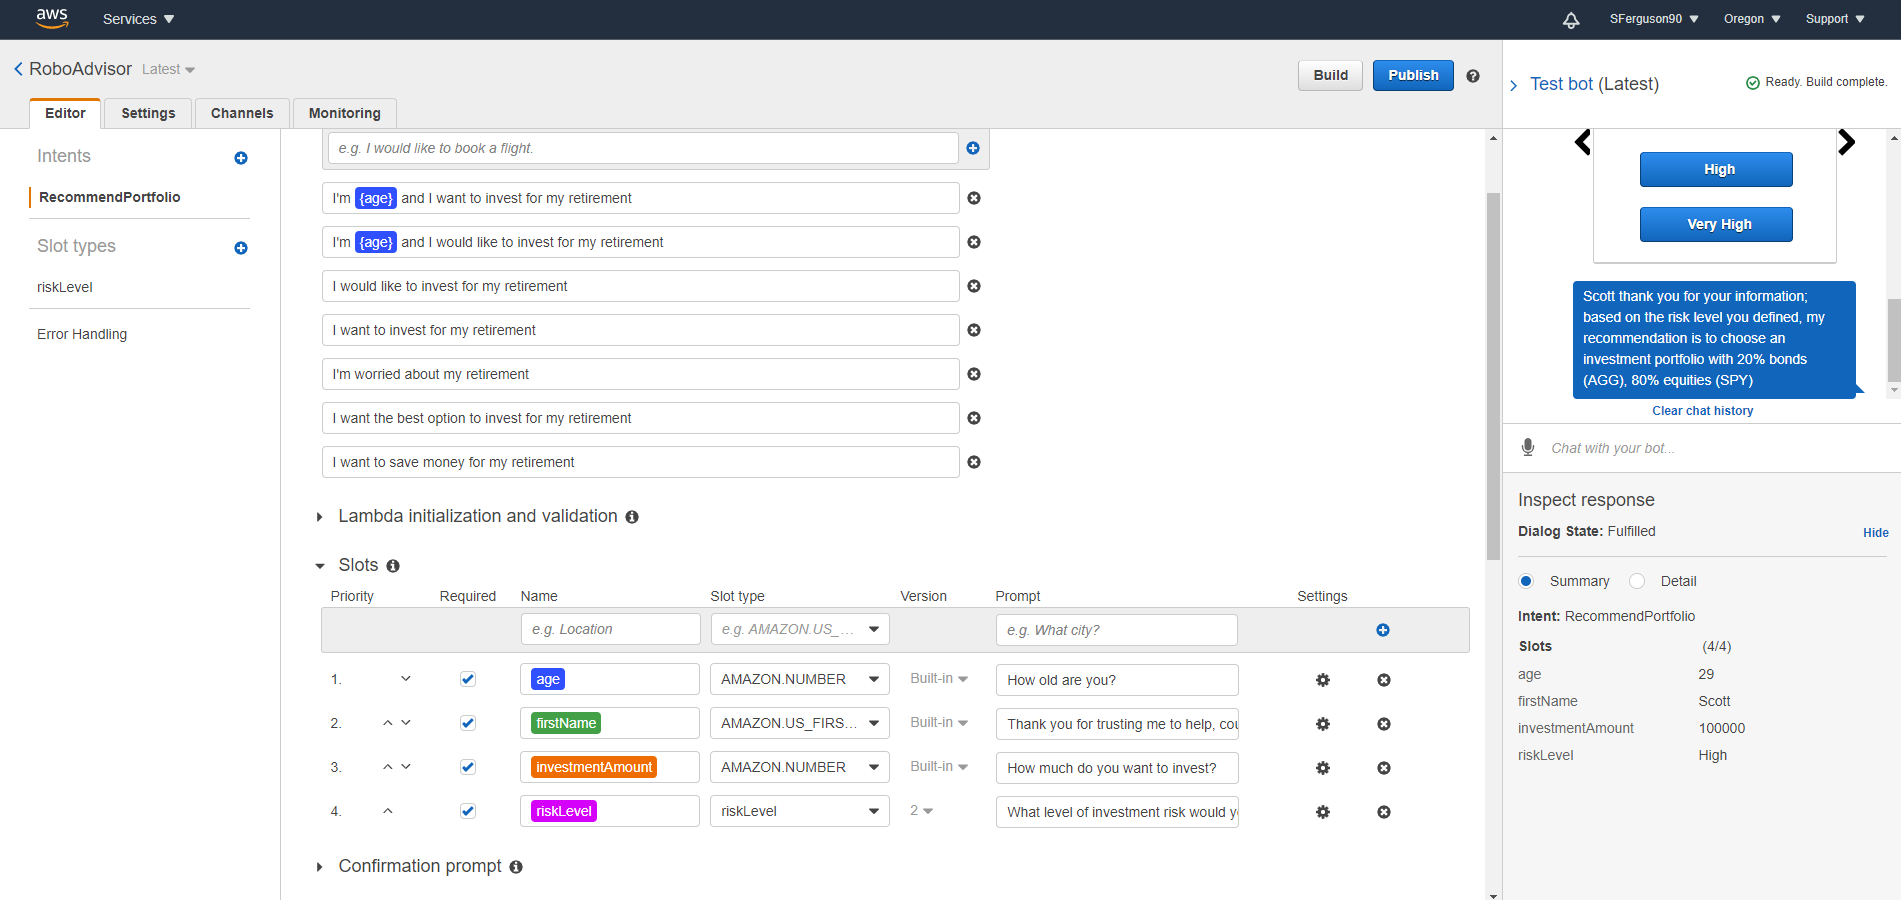 aws
Services
SFerguson90
Oregon
Support
RoboAdvisor Latest
Build
Publish
Editor
Settings
Channels
Monitoring
Intents
RecommendPortfolio
Slot types
riskLevel
Error Handling
e.g. I would like to book a flight.
I'm {age} and I want to invest for my retirement
I'm {age} and I would like to invest for my retirement
I would like to invest for my retirement
I want to invest for my retirement
I'm worried about my retirement
I want the best option to invest for my retirement
I want to save money for my retirement
Lambda initialization and validation
Slots
Priority Required Name Slot type Version Prompt Settings
e.g. Location e.g. AMAZON.US_... e.g. What city?
1. age AMAZON.NUMBER Built-in How old are you?
2. firstName AMAZON.US_FIRS... Built-in Thank you for trusting me to help, cou
3. investmentAmount AMAZON.NUMBER Built-in How much do you want to invest?
4. riskLevel riskLevel 2 What level of investment risk would y
Confirmation prompt
Test bot (Latest)
Ready. Build complete.
High
Very High
Scott thank you for your information;
based on the risk level you defined, my
recommendation is to choose an
investment portfolio with 20% bonds
(AGG), 80% equities (SPY)
Clear chat history
Chat with your bot...
Inspect response
Dialog State: Fulfilled
Hide
Summary Detail
Intent: RecommendPortfolio
Slots (4/4)
age 29
firstName Scott
investmentAmount 100000
riskLevel High